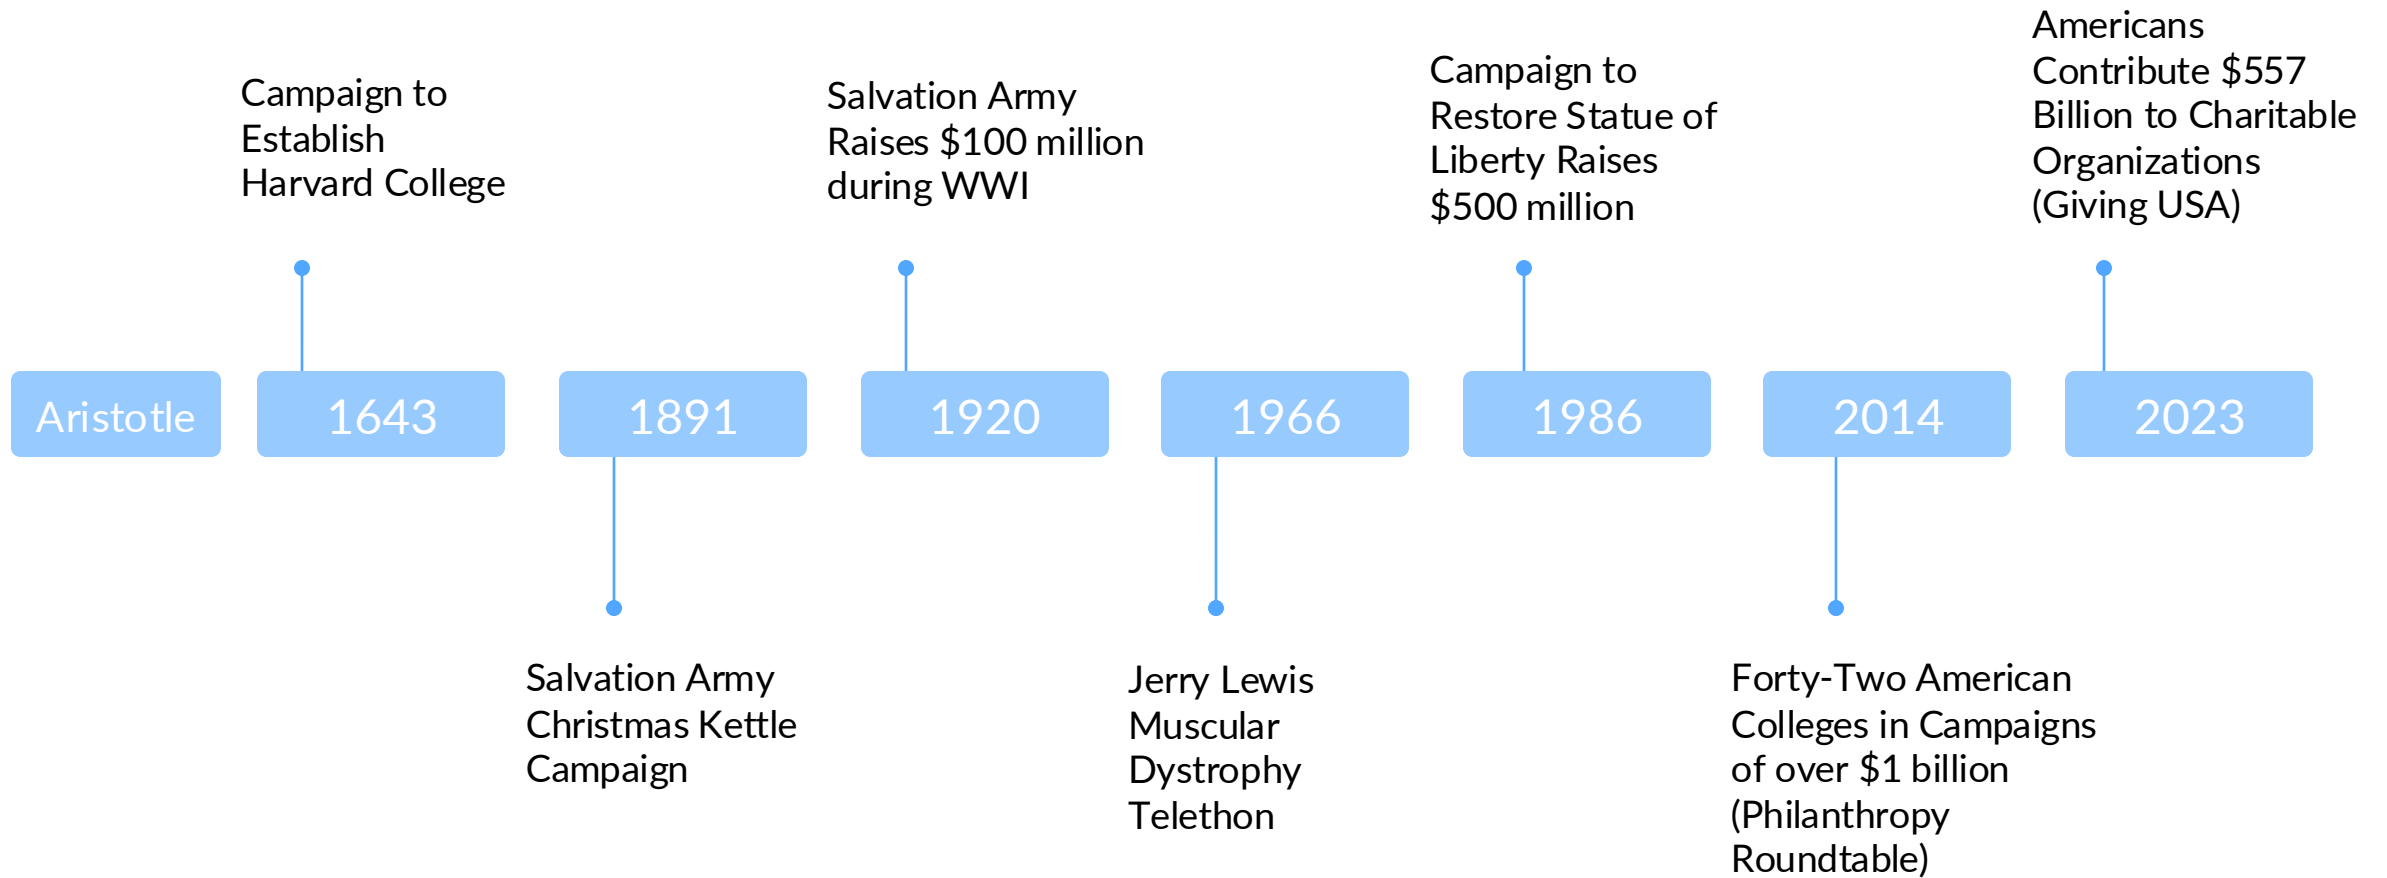 Campaign to
Establish
Harvard College
Salvation Army
Raises $100 million
during WWI
Campaign to
Restore Statue of
Liberty Raises
$500 million
Americans
Contribute $557
Billion to Charitable
Organizations
(Giving USA)
Aristotle
1643
1891
1920
1966
1986
2014
2023
Salvation Army
Christmas Kettle
Campaign
Jerry Lewis
Muscular
Dystrophy
Telethon
Forty-Two American
Colleges in Campaigns
of over $1 billion
(Philanthropy
Roundtable)